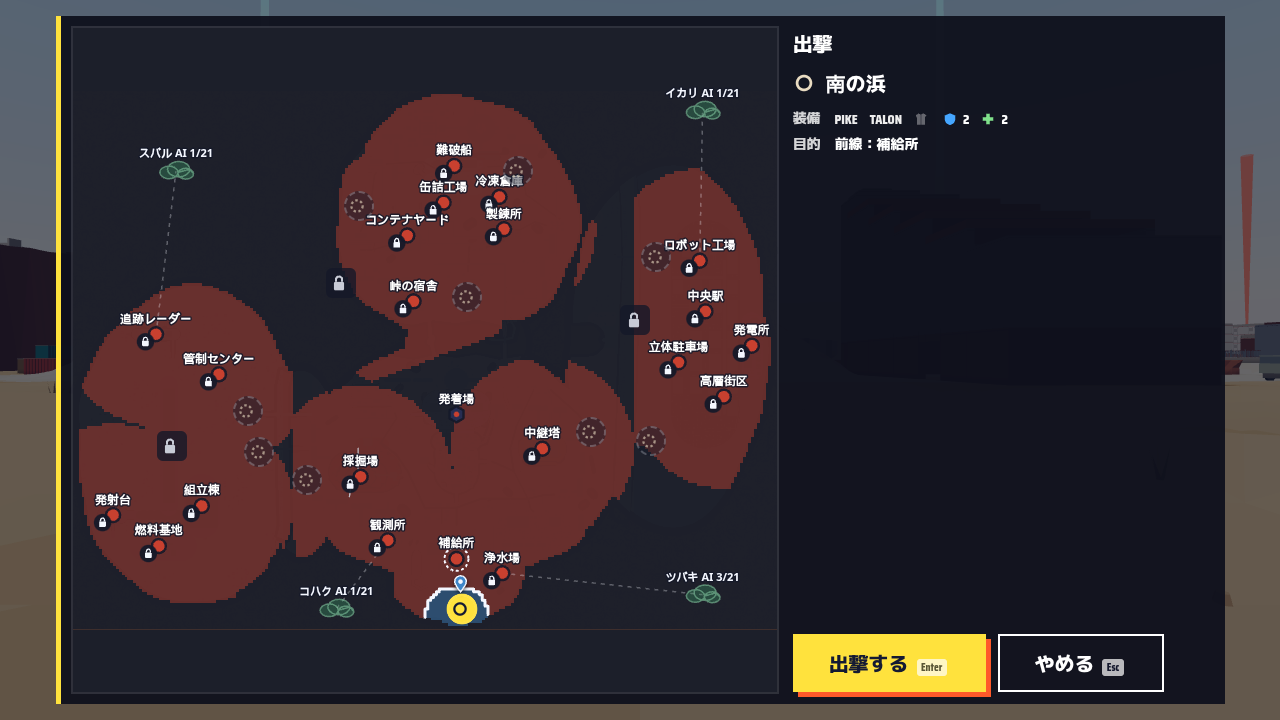 出撃
南の浜
装備 PIKE TALON 2 2
目的 前線：補給所
イカリ AI 1/21
スバル AI 1/21
難破船
缶詰工場
冷凍倉庫
コンテナヤード
製錬所
峠の宿舎
ロボット工場
中央駅
発電所
立体駐車場
高層街区
追跡レーダー
管制センター
発着場
中継塔
採掘場
組立棟
発射台
燃料基地
観測所
補給所
浄水場
コハク AI 1/21
ツバキ AI 3/21
出撃する Enter
やめる Esc